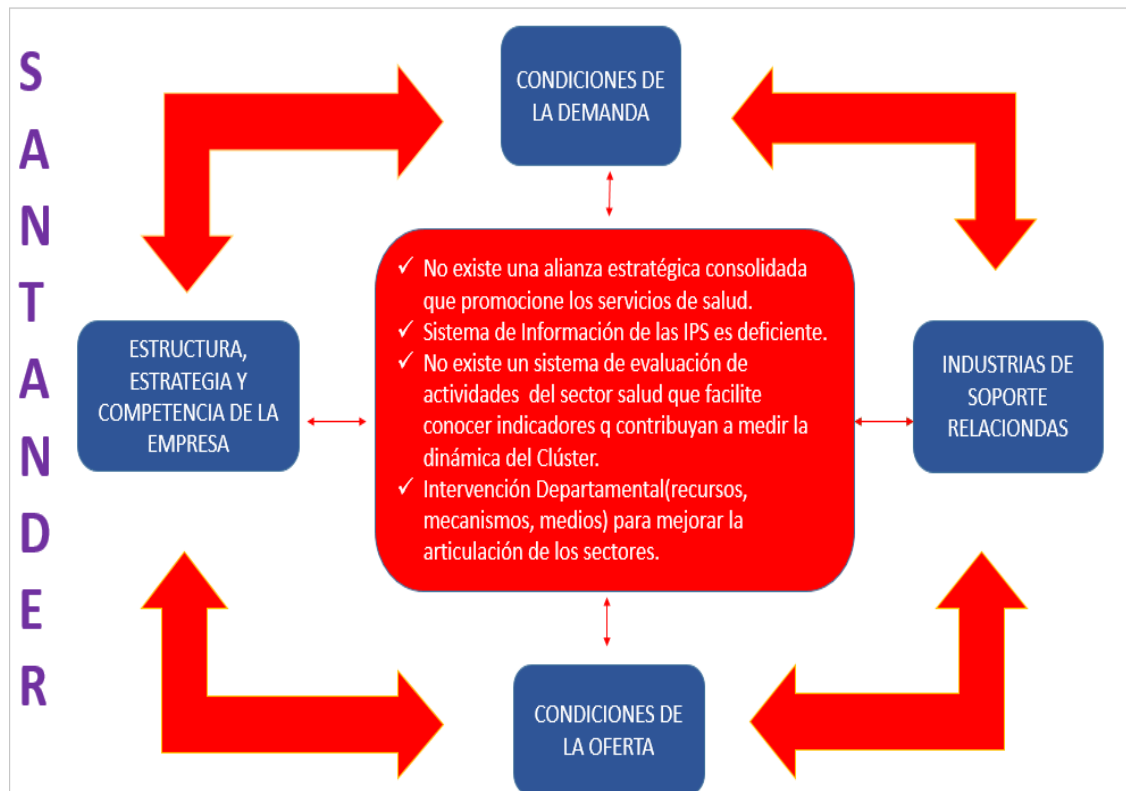 SANTANDER
CONDICIONES DE
LA DEMANDA
✓ No existe una alianza estratégica consolidada
que promocione los servicios de salud.
✓ Sistema de Información de las IPS es deficiente.
✓ No existe un sistema de evaluación de
actividades del sector salud que facilite
conocer indicadores q contribuyan a medir la
dinámica del Clúster.
✓ Intervención Departamental(recursos,
mecanismos, medios) para mejorar la
articulación de los sectores.
ESTRUCTURA,
ESTRATEGIA Y
COMPETENCIA DE LA
EMPRESA
INDUSTRIAS DE
SOPORTE
RELACIONDAS
CONDICIONES DE
LA OFERTA